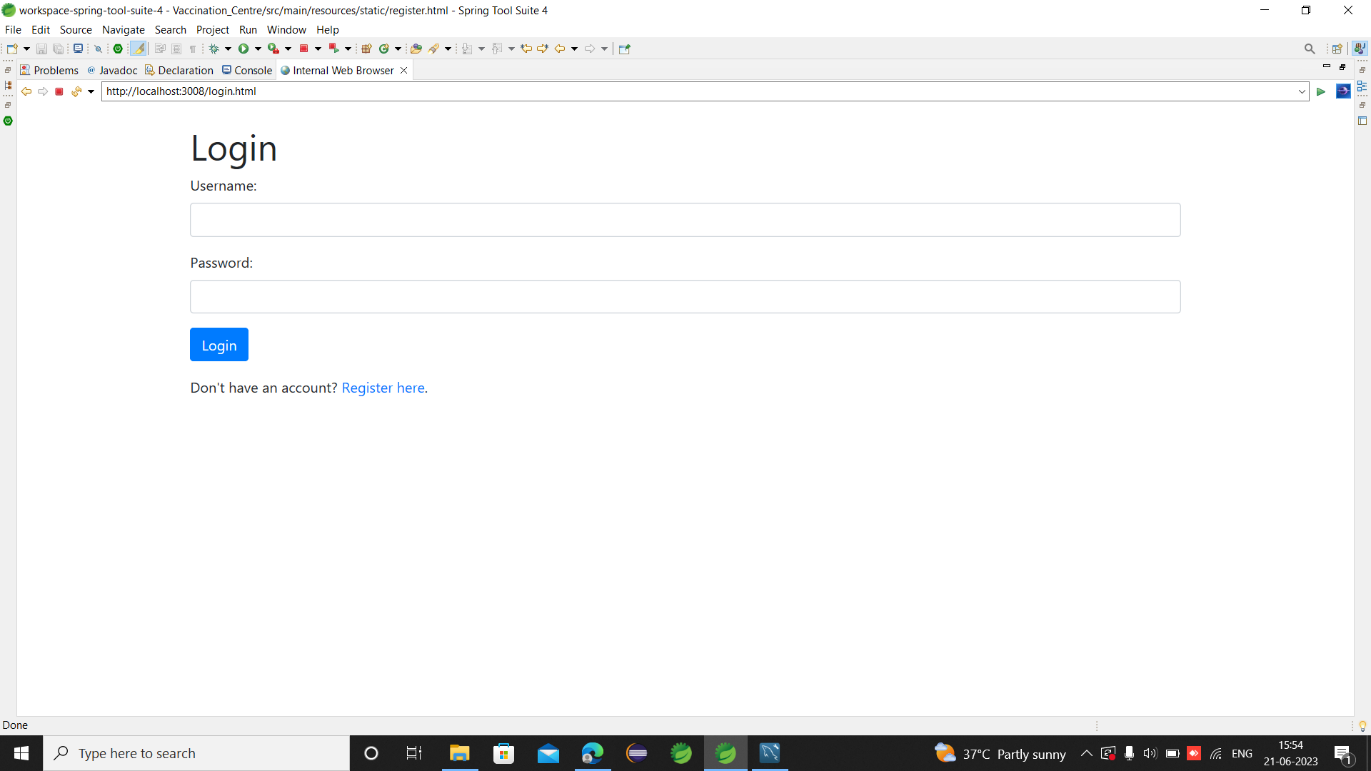 workspace-spring-tool-suite-4 - Vaccination_Centre/src/main/resources/static/register.html - Spring Tool Suite 4
File Edit Source Navigate Search Project Run Window Help
Problems @ Javadoc Declaration Console Internal Web Browser
http://localhost:3008/login.html
Login
Username:
Password:
Login
Don't have an account? Register here.
Done
Type here to search
37°C Partly sunny
ENG
15:54
21-06-2023
1